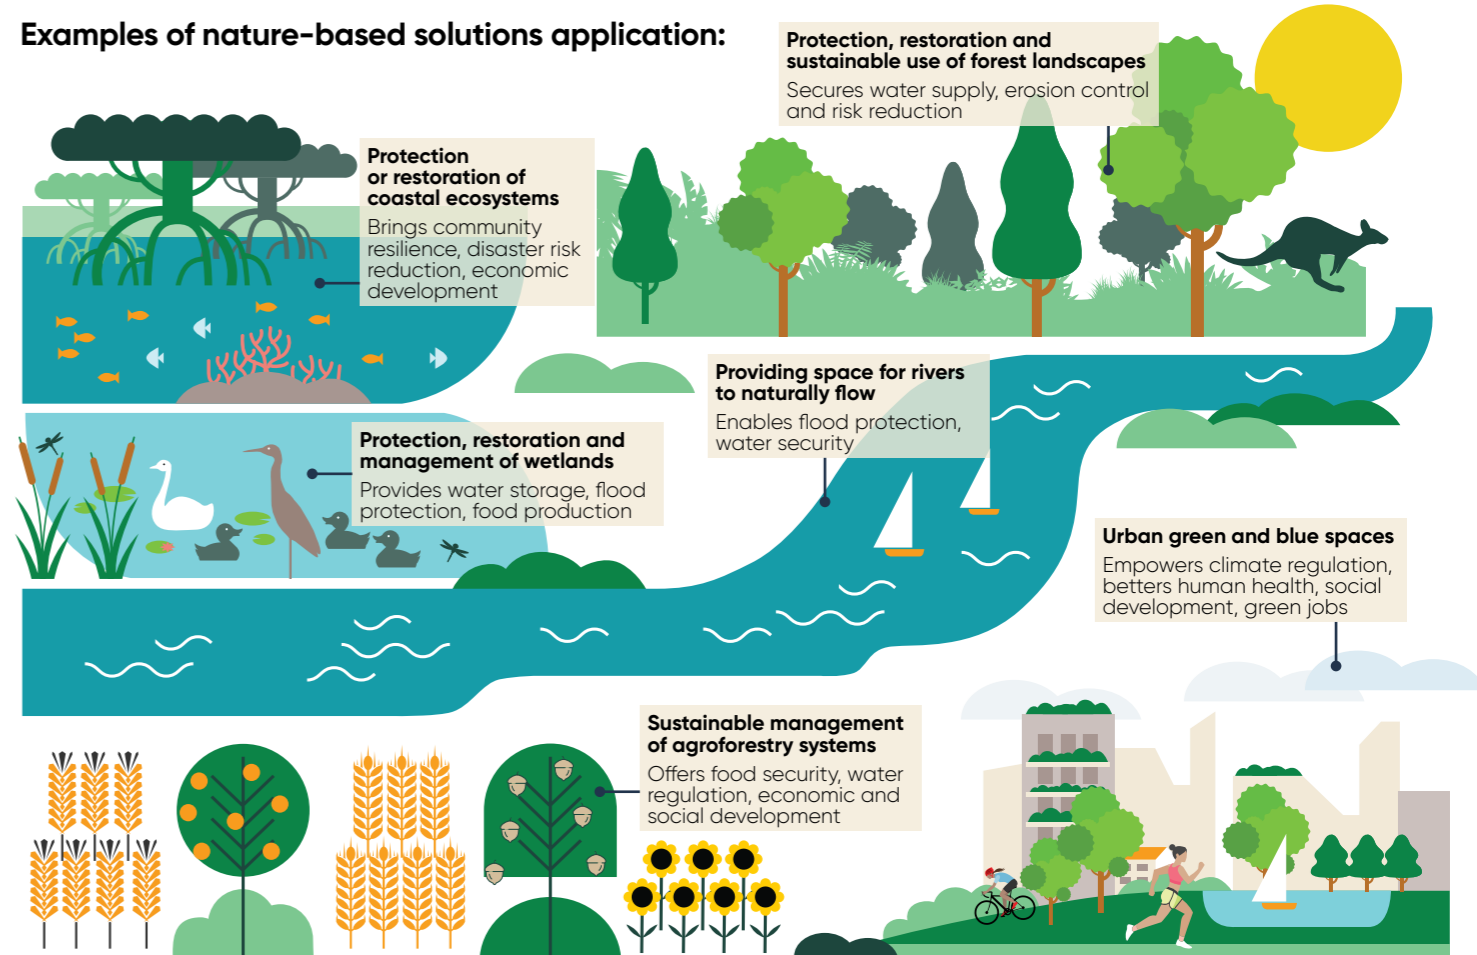 Examples of nature-based solutions application:
Protection, restoration and
sustainable use of forest landscapes
Secures water supply, erosion control
and risk reduction
Protection
or restoration of
coastal ecosystems
Brings community
resilience, disaster risk
reduction, economic
development
Providing space for rivers
to naturally flow
Enables flood protection,
water security
Protection, restoration and
management of wetlands
Provides water storage, flood
protection, food production
Urban green and blue spaces
Empowers climate regulation,
betters human health, social
development, green jobs
Sustainable management
of agroforestry systems
Offers food security, water
regulation, economic and
social development